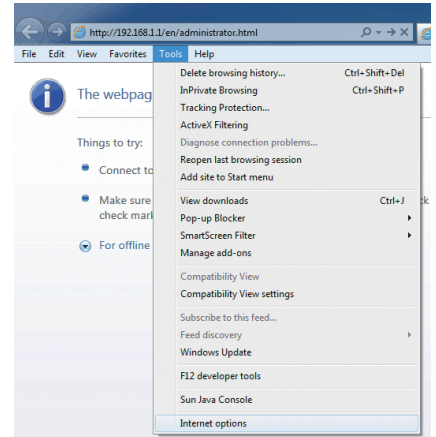 http://192.168.1.1/en/administrator.html
File Edit View Favorites Tools Help
The webpag
Things to try:
Connect to
Make sure
check mark
For offline
Delete browsing history... Ctrl+Shift+Del
InPrivate Browsing Ctrl+Shift+P
Tracking Protection...
ActiveX Filtering
Diagnose connection problems...
Reopen last browsing session
Add site to Start menu
View downloads Ctrl+J
Pop-up Blocker
SmartScreen Filter
Manage add-ons
Compatibility View
Compatibility View settings
Subscribe to this feed...
Feed discovery
Windows Update
F12 developer tools
Sun Java Console
Internet options